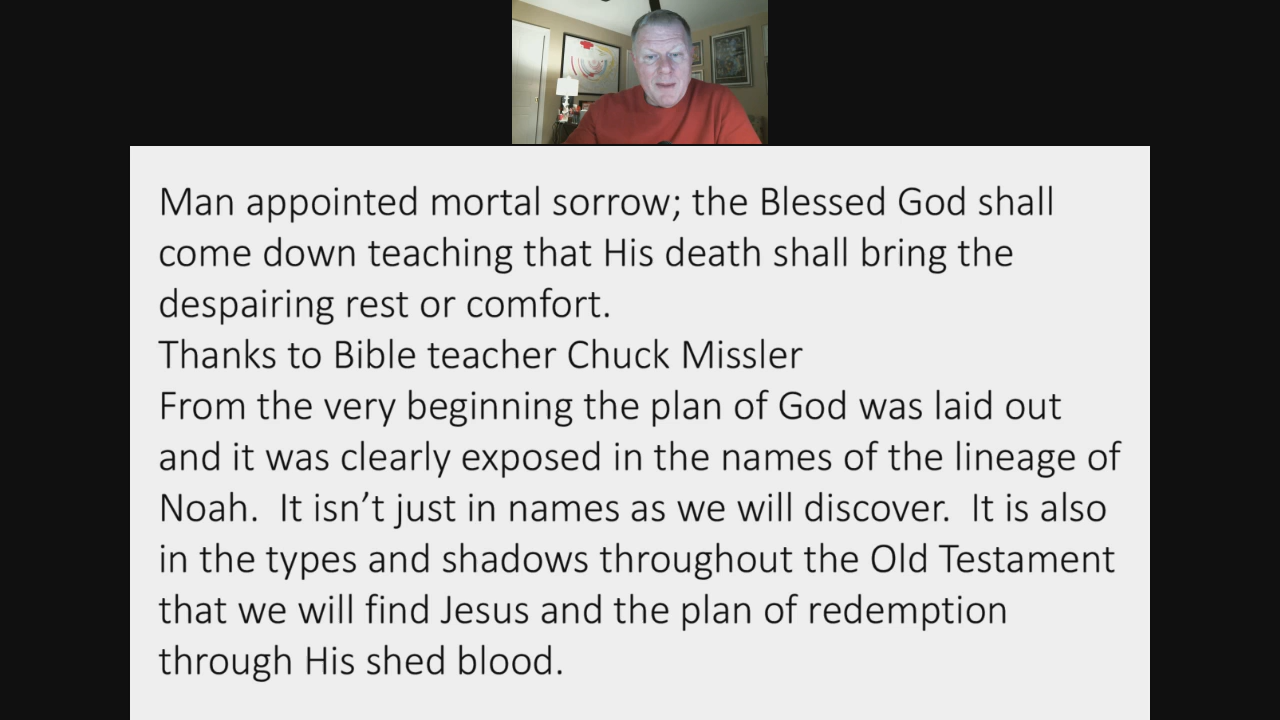 Man appointed mortal sorrow; the Blessed God shall
come down teaching that His death shall bring the
despairing rest or comfort.
Thanks to Bible teacher Chuck Missler
From the very beginning the plan of God was laid out
and it was clearly exposed in the names of the lineage of
Noah.  It isn’t just in names as we will discover.  It is also
in the types and shadows throughout the Old Testament
that we will find Jesus and the plan of redemption
through His shed blood.